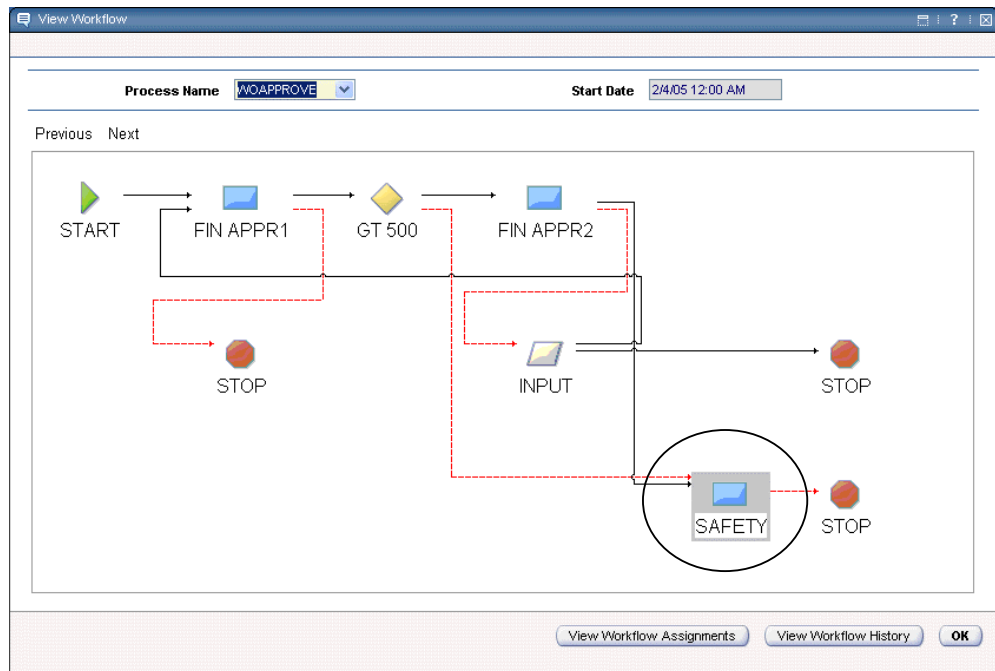 View Workflow
?
Process Name WOAPPROVE Start Date 2/4/05 12:00 AM
Previous Next
START FIN APPR1 GT 500 FIN APPR2
STOP INPUT STOP
SAFETY STOP
View Workflow Assignments View Workflow History OK